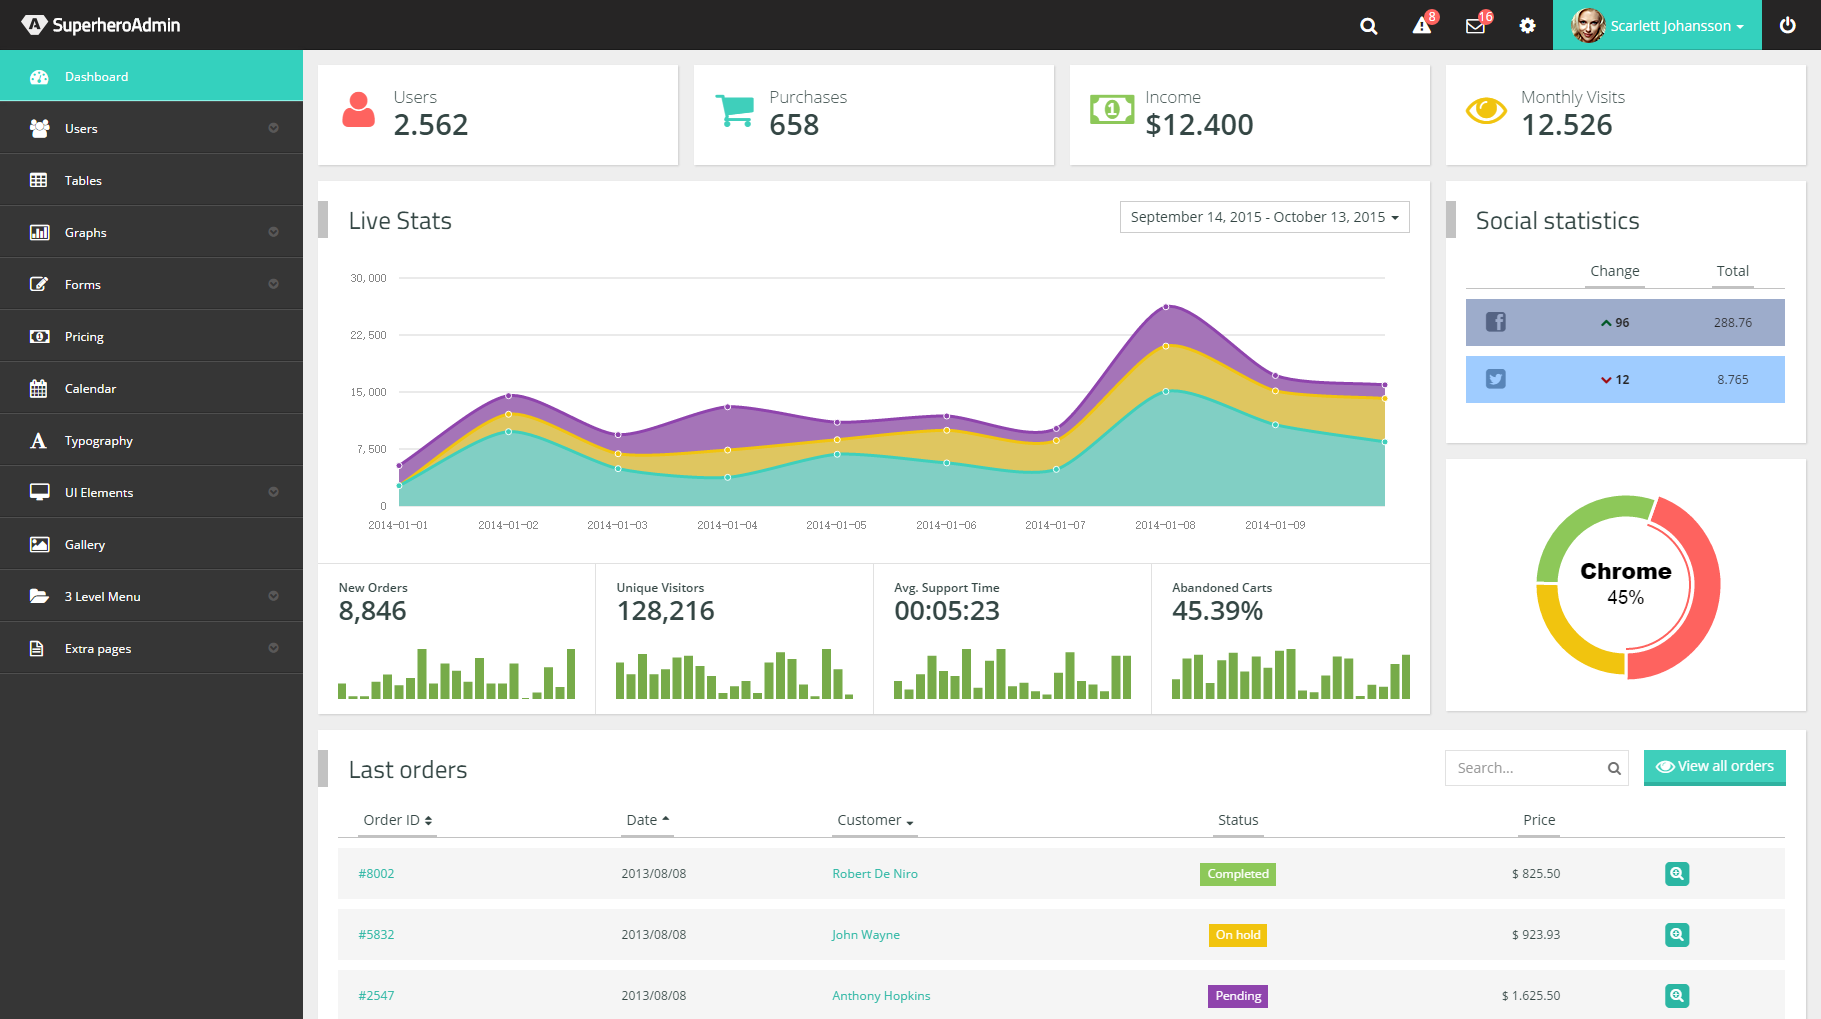 SuperheroAdmin
8
16
Scarlett Johansson
Dashboard
Users
Tables
Graphs
Forms
Pricing
Calendar
Typography
UI Elements
Gallery
3 Level Menu
Extra pages
Users
2.562
Purchases
658
Income
$12.400
Monthly Visits
12.526
Live Stats
September 14, 2015 - October 13, 2015
30,000
22,500
15,000
7,500
0
2014-01-01 2014-01-02 2014-01-03 2014-01-04 2014-01-05 2014-01-06 2014-01-07 2014-01-08 2014-01-09
New Orders
8,846
Unique Visitors
128,216
Avg. Support Time
00:05:23
Abandoned Carts
45.39%
Social statistics
Change Total
96 288.76
12 8.765
Chrome
45%
Last orders
Search...
View all orders
Order ID Date Customer Status Price
#8002 2013/08/08 Robert De Niro Completed $ 825.50
#5832 2013/08/08 John Wayne On hold $ 923.93
#2547 2013/08/08 Anthony Hopkins Pending $ 1.625.50